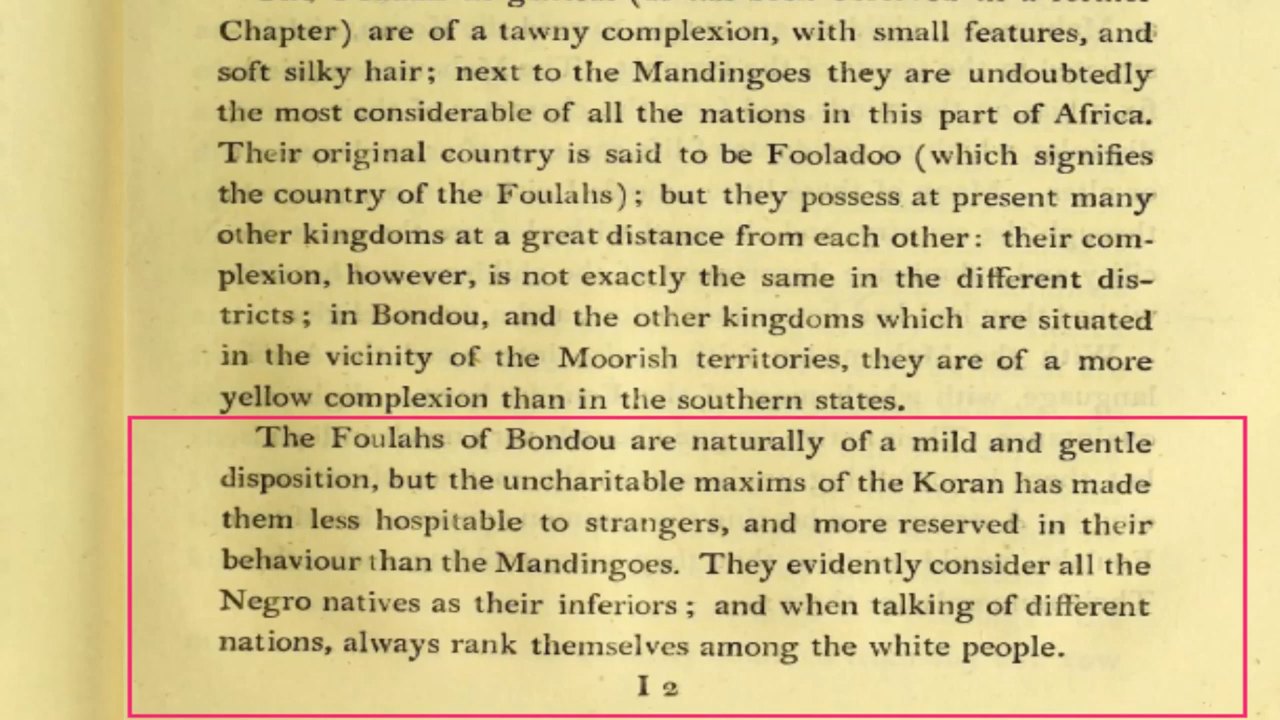 Chapter) are of a tawny complexion, with small features, and
soft silky hair; next to the Mandingoes they are undoubtedly
the most considerable of all the nations in this part of Africa.
Their original country is said to be Fooladoo (which signifies
the country of the Foulahs); but they possess at present many
other kingdoms at a great distance from each other: their com-
plexion, however, is not exactly the same in the different dis-
tricts; in Bondou, and the other kingdoms which are situated
in the vicinity of the Moorish territories, they are of a more
yellow complexion than in the southern states.
The Foulahs of Bondou are naturally of a mild and gentle
disposition, but the uncharitable maxims of the Koran has made
them less hospitable to strangers, and more reserved in their
behaviour than the Mandingoes. They evidently consider all the
Negro natives as their inferiors; and when talking of different
nations, always rank themselves among the white people.
I 2